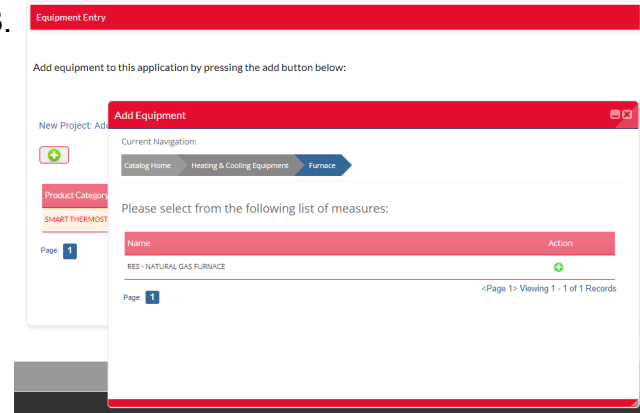 3.
Equipment Entry
Add equipment to this application by pressing the add button below:
New Project: Add
Product Category
SMART THERMOST
Page: 1
Add Equipment
Current Navigation:
Catalog Home Heating & Cooling Equipment Furnace
Please select from the following list of measures:
Name Action
RES - NATURAL GAS FURNACE
<Page 1> Viewing 1 - 1 of 1 Records
Page: 1